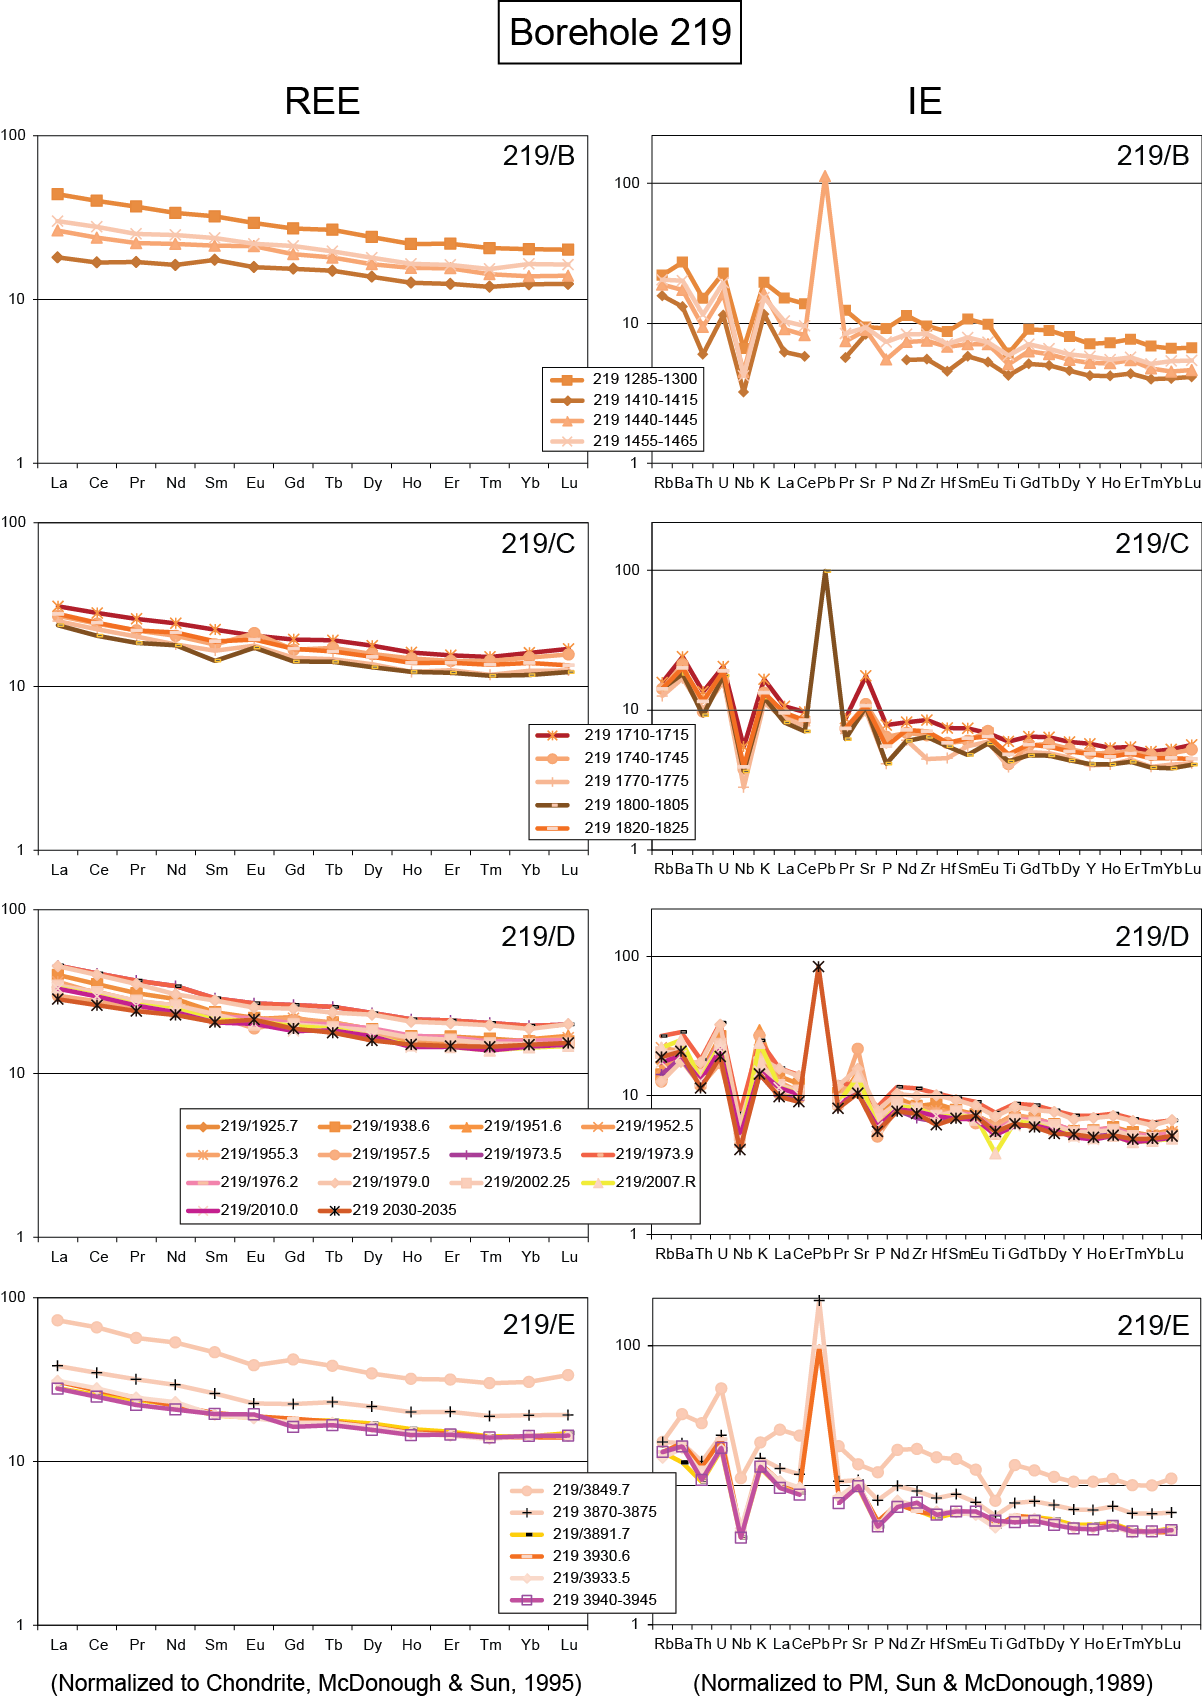 Borehole 219
REE
IE
100
219/B
10
1
La Ce Pr Nd Sm Eu Gd Tb Dy Ho Er Tm Yb Lu
219/B
100
10
1
Rb Ba Th U Nb K La Ce Pb Pr Sr P Nd Zr Hf Sm Eu Ti Gd Tb Dy Y Ho Er Tm Yb Lu
219 1285-1300
219 1410-1415
219 1440-1445
219 1455-1465
100
219/C
10
1
La Ce Pr Nd Sm Eu Gd Tb Dy Ho Er Tm Yb Lu
219/C
100
10
1
Rb Ba Th U Nb K La Ce Pb Pr Sr P Nd Zr Hf Sm Eu Ti Gd Tb Dy Y Ho Er Tm Yb Lu
219 1710-1715
219 1740-1745
219 1770-1775
219 1800-1805
219 1820-1825
100
219/D
10
1
La Ce Pr Nd Sm Eu Gd Tb Dy Ho Er Tm Yb Lu
219/D
100
10
1
Rb Ba Th U Nb K La Ce Pb Pr Sr P Nd Zr Hf Sm Eu Ti Gd Tb Dy Y Ho Er Tm Yb Lu
219/1925.7 219/1938.6 219/1951.6 219/1952.5
219/1955.3 219/1957.5 219/1973.5 219/1973.9
219/1976.2 219/1979.0 219/2002.25 219/2007.R
219/2010.0 219 2030-2035
100
219/E
10
1
La Ce Pr Nd Sm Eu Gd Tb Dy Ho Er Tm Yb Lu
219/E
100
1
Rb Ba Th U Nb K La Ce Pb Pr Sr P Nd Zr Hf Sm Eu Ti Gd Tb Dy Y Ho Er Tm Yb Lu
219/3849.7
219 3870-3875
219/3891.7
219 3930.6
219/3933.5
219 3940-3945
(Normalized to Chondrite, McDonough & Sun, 1995)
(Normalized to PM, Sun & McDonough,1989)